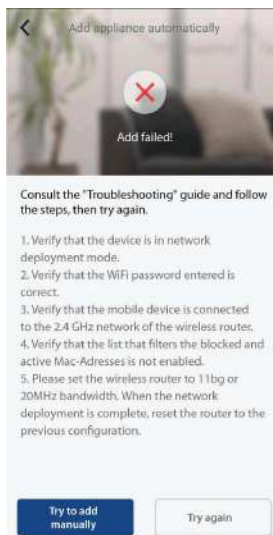 Add appliance automatically
Add failed!
Consult the "Troubleshooting" guide and follow
the steps, then try again.
1. Verify that the device is in network
deployment mode.
2. Verify that the WiFi password entered is
correct.
3. Verify that the mobile device is connected
to the 2.4 GHz network of the wireless router.
4. Verify that the list that filters the blocked and
active Mac-Adresses is not enabled.
5. Please set the wireless router to 11bg or
20MHz bandwidth. When the network
deployment is complete, reset the router to the
previous configuration.
Try to add
manually
Try again